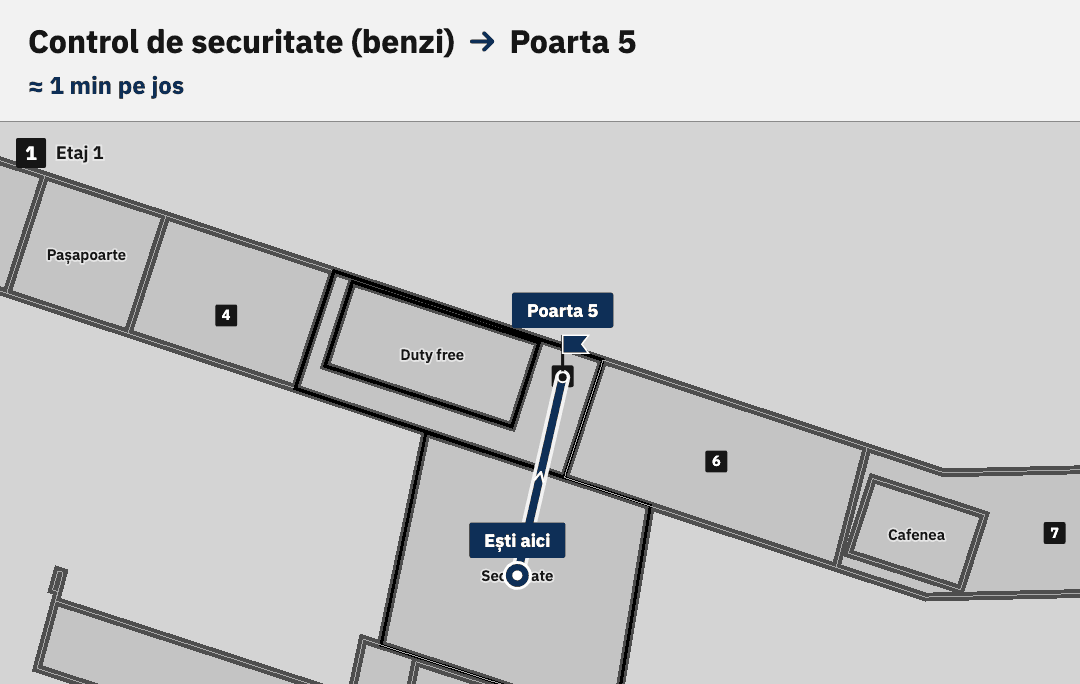 Control de securitate (benzi) → Poarta 5
≈ 1 min pe jos
1 Etaj 1
Pașapoarte
4
Poarta 5
Duty free
6
Cafenea
7
Ești aici